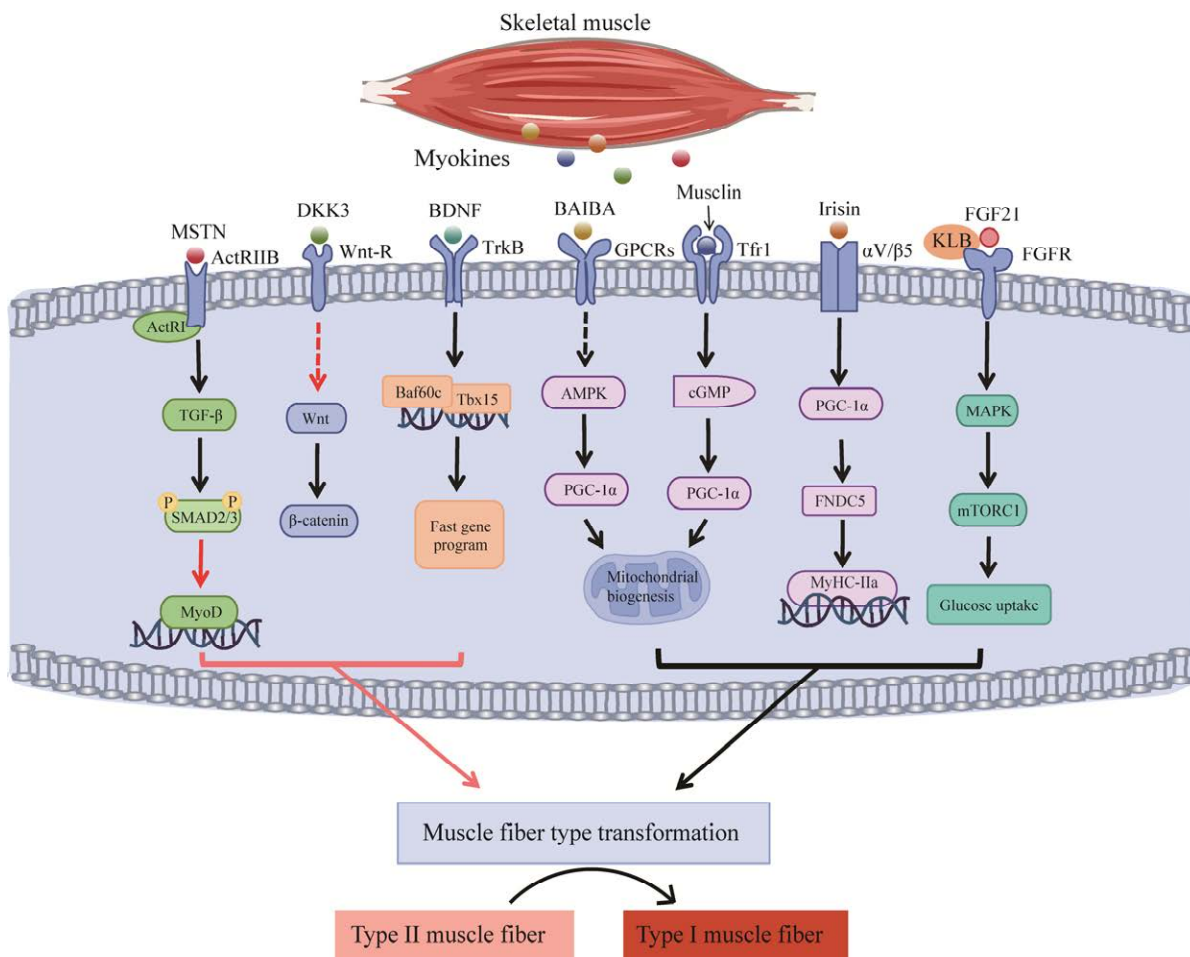 Skeletal muscle
Myokines
MSTN
ActRIIB
ActRI
TGF-β
P
P
SMAD2/3
MyoD
DKK3
Wnt-R
Wnt
β-catenin
BDNF
TrkB
Baf60c
Tbx15
Fast gene
program
BAIBA
GPCRs
AMPK
PGC-1α
Musclin
Tfr1
cGMP
PGC-1α
Mitochondrial
biogenesis
Irisin
αV/β5
PGC-1α
FNDC5
MyHC-IIa
FGF21
KLB
FGFR
MAPK
mTORC1
Glucosc uptakc
Muscle fiber type transformation
Type II muscle fiber
Type I muscle fiber